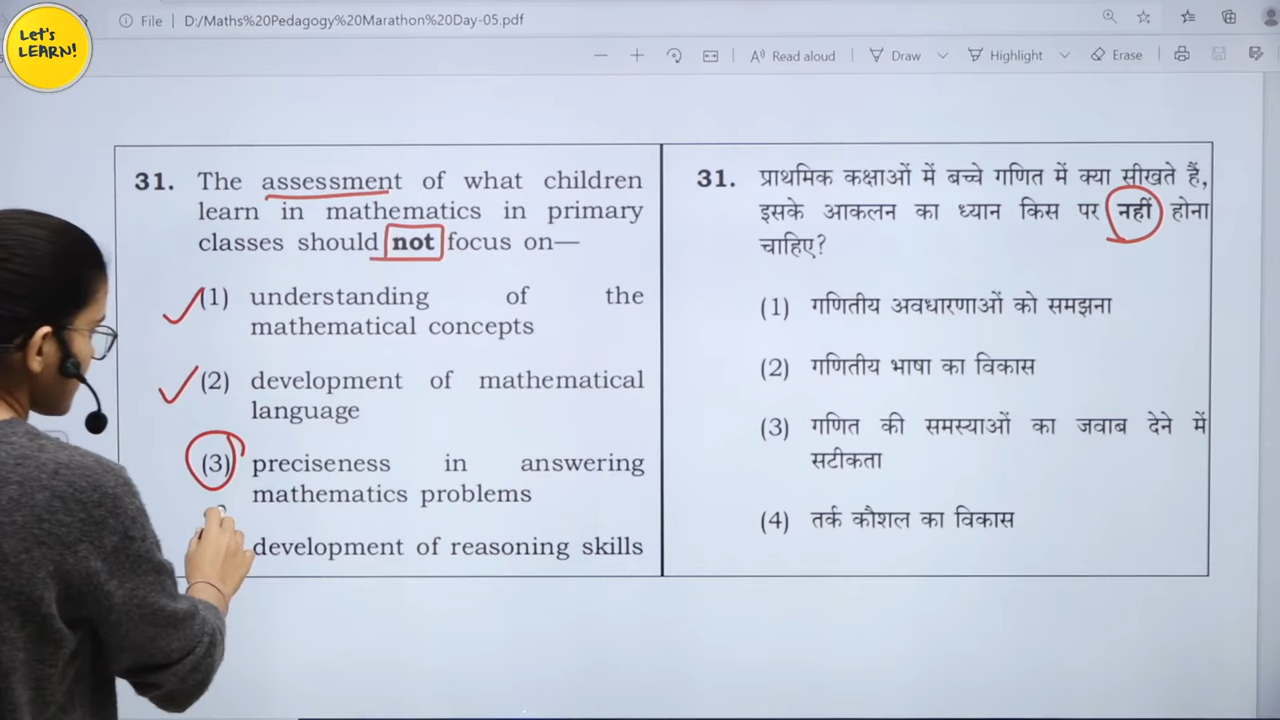 Let's
LEARN!
File | D:/Maths%20Pedagogy%20Marathon%20Day-05.pdf
Read aloud
Draw
Highlight
Erase
31. The assessment of what children
learn in mathematics in primary
classes should not focus on—
(1) understanding of the
mathematical concepts
(2) development of mathematical
language
(3) preciseness in answering
mathematics problems
development of reasoning skills
31. प्राथमिक कक्षाओं में बच्चे गणित में क्या सीखते हैं,
इसके आकलन का ध्यान किस पर नहीं होना
चाहिए?
(1) गणितीय अवधारणाओं को समझना
(2) गणितीय भाषा का विकास
(3) गणित की समस्याओं का जवाब देने में
सटीकता
(4) तर्क कौशल का विकास